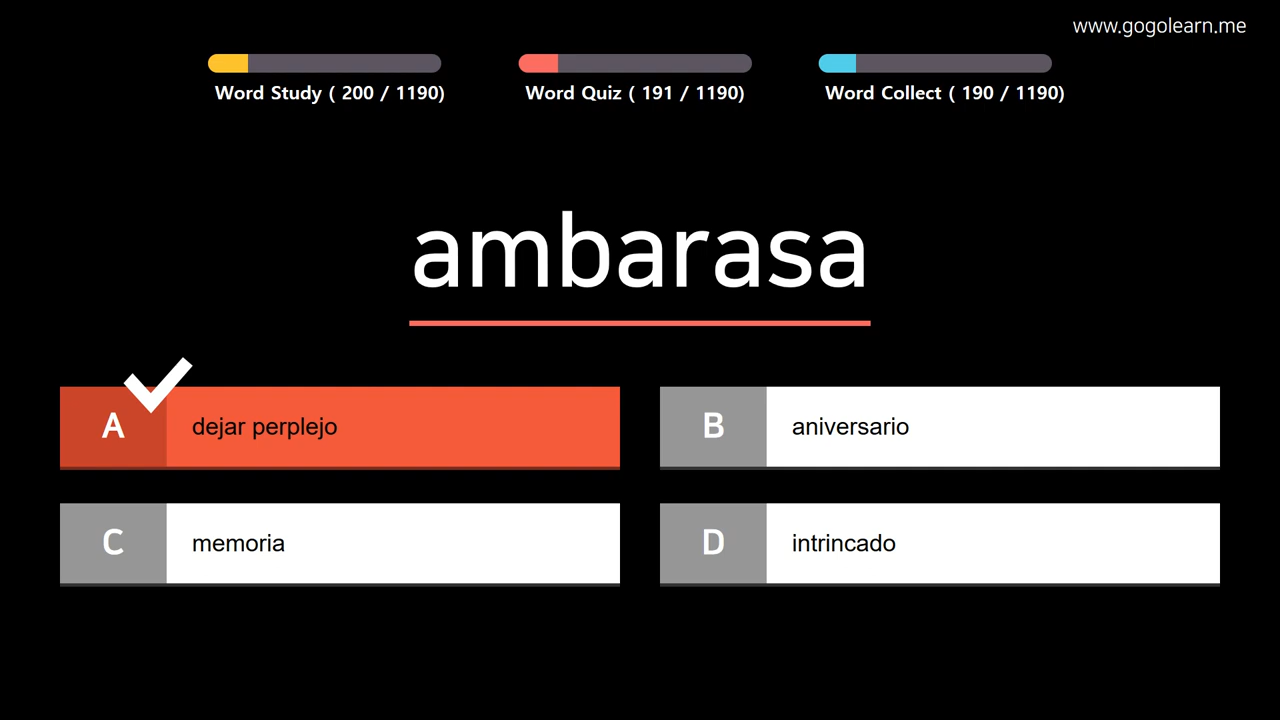 www.gogolearn.me
Word Study ( 200 / 1190)
Word Quiz ( 191 / 1190)
Word Collect ( 190 / 1190)
ambarasa
A
dejar perplejo
B
aniversario
C
memoria
D
intrincado